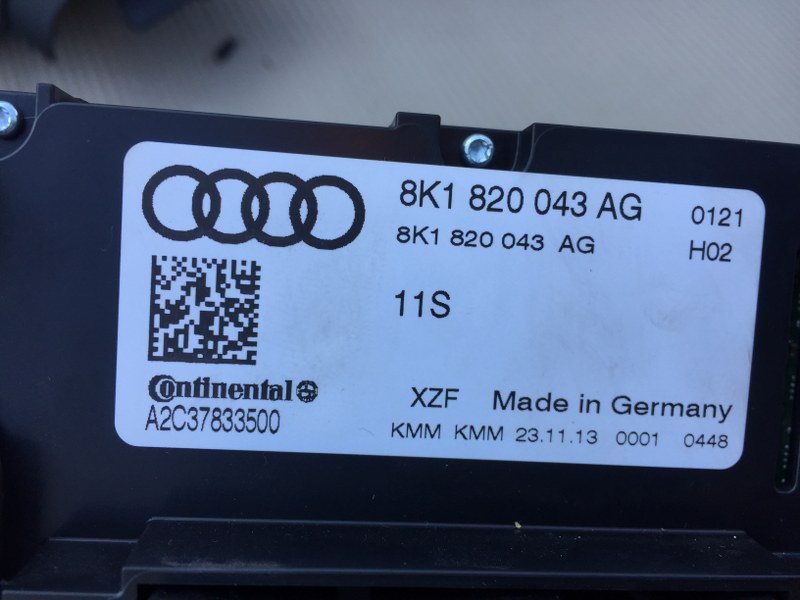 8K1 820 043 AG 0121
8K1 820 043 AG H02
11S
Continental
A2C37833500
XZF Made in Germany
KMM KMM 23.11.13 0001 0448